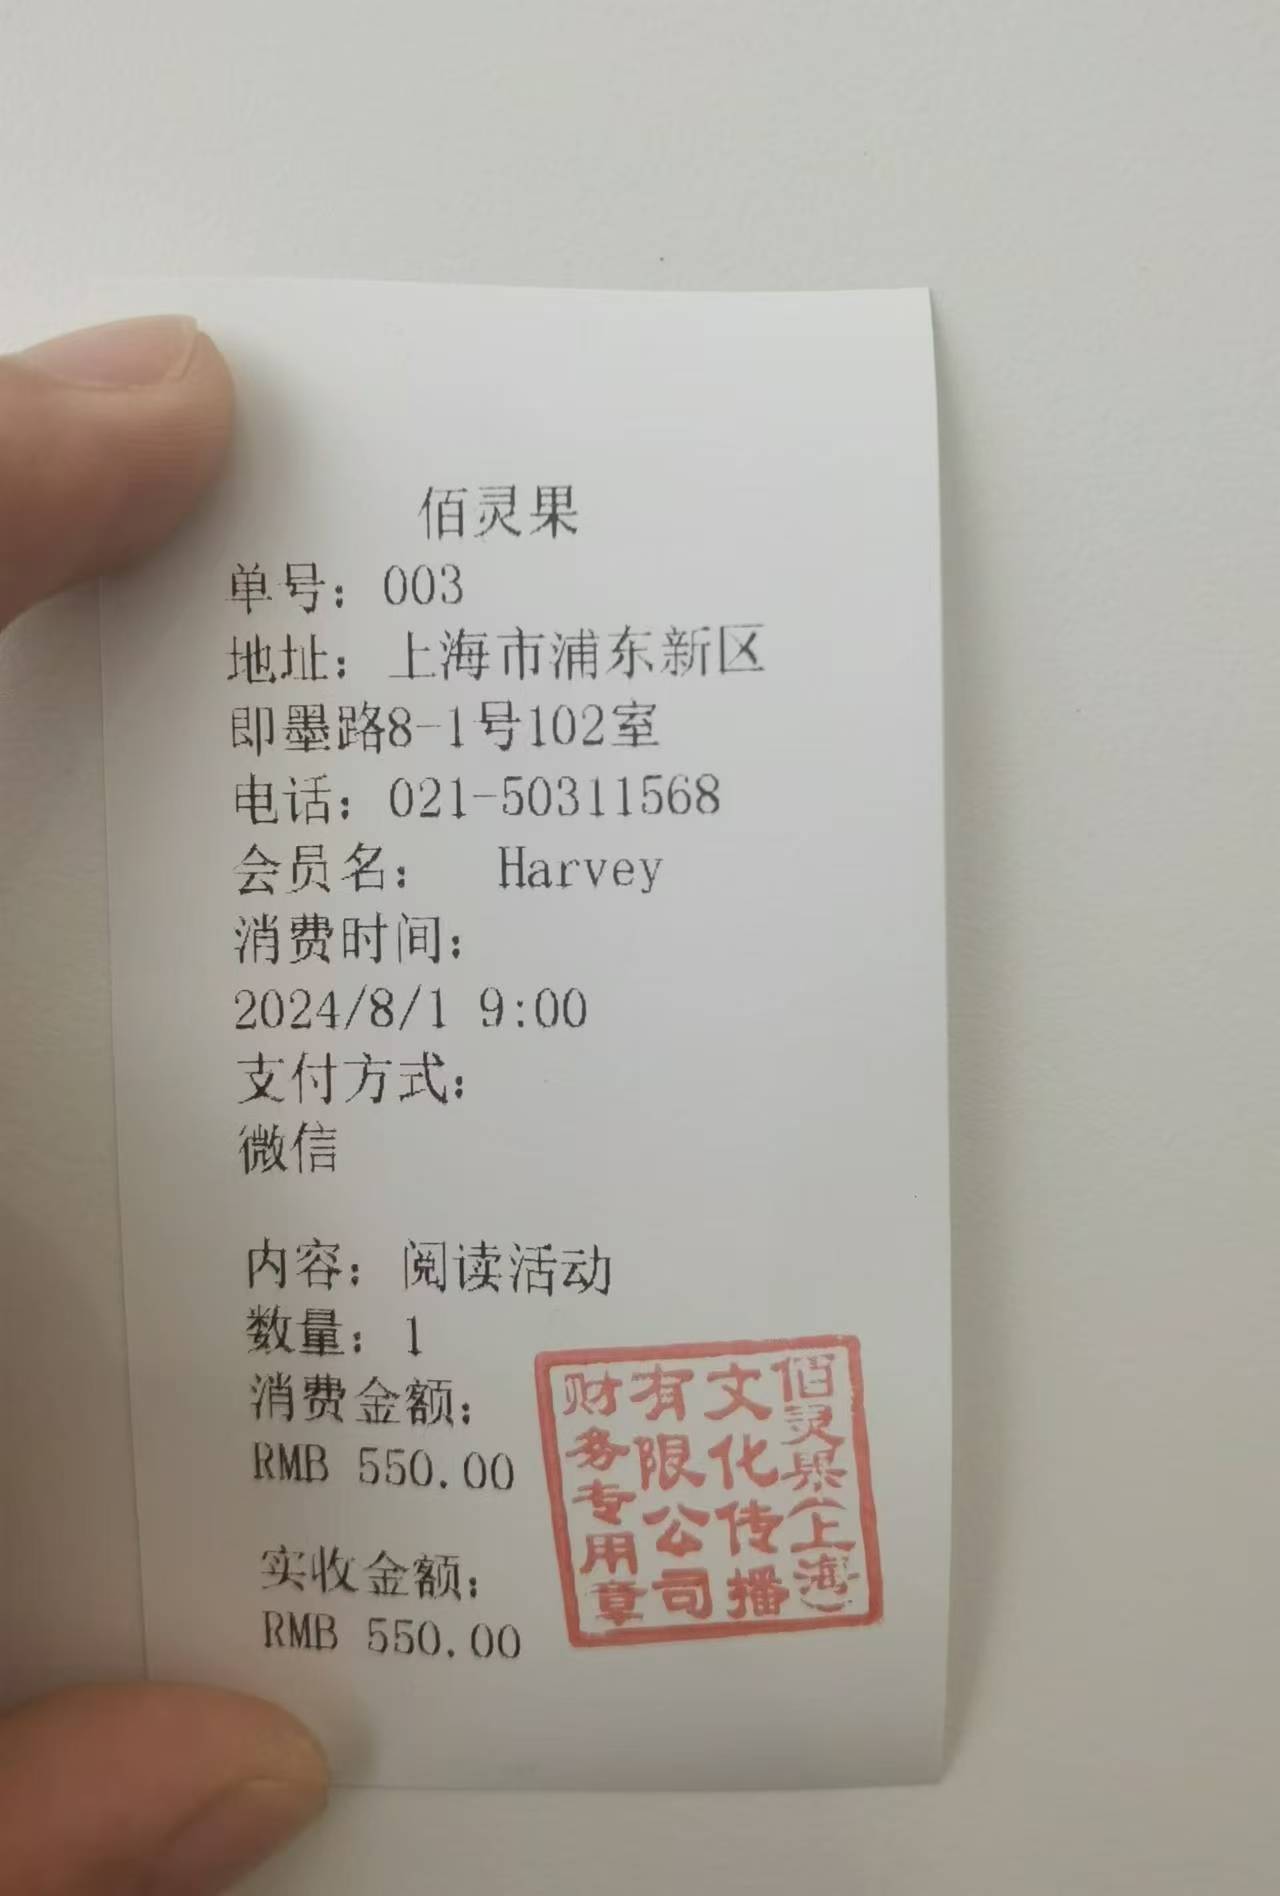 佰灵果
单号：003
地址：上海市浦东新区
即墨路8-1号102室
电话：021-50311568
会员名： Harvey
消费时间：
2024/8/1 9:00
支付方式：
微信
内容：阅读活动
数量：1
消费金额：
RMB 550.00
实收金额：
RMB 550.00
佰灵果（上海）
文化传播
有限公司
财务专用章